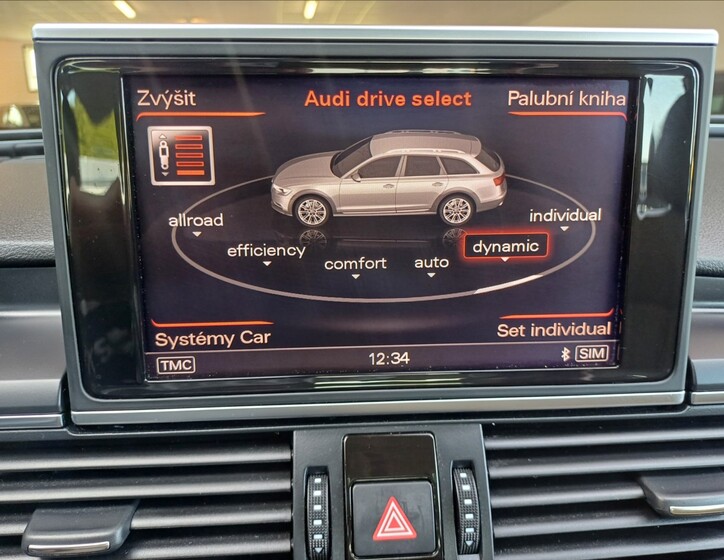 Zvýšit
Audi drive select
Palubní kniha
allroad
individual
efficiency
comfort
auto
dynamic
Systémy Car
Set individual
TMC
12:34
SIM